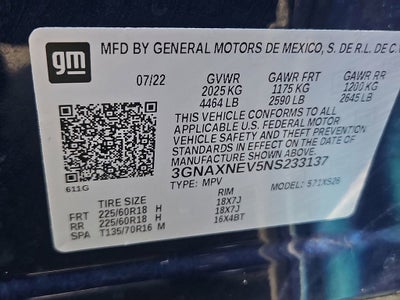 gm
MFD BY GENERAL MOTORS DE MEXICO, S. DE R.L. DE C.V
07/22 GVWR GAWR FRT GAWR RR
2025 KG 1175 KG 1200 KG
4464 LB 2590 LB 2645 LB
THIS VEHICLE CONFORMS TO ALL
APPLICABLE U.S. FEDERAL MOTOR
VEHICLE SAFETY AND THEFT PREVENTION
STANDARDS IN EFFECT ON THE DATE OF
MANUFACTURE SHOWN ABOVE.
3GNAXNEV5NS233137
611G TYPE: MPV MODEL:
TIRE SIZE RIM
FRT 225/60R18 H 18X7J
RR 225/60R18 H 18X7J
SPA T135/70R16 M 16X4BT